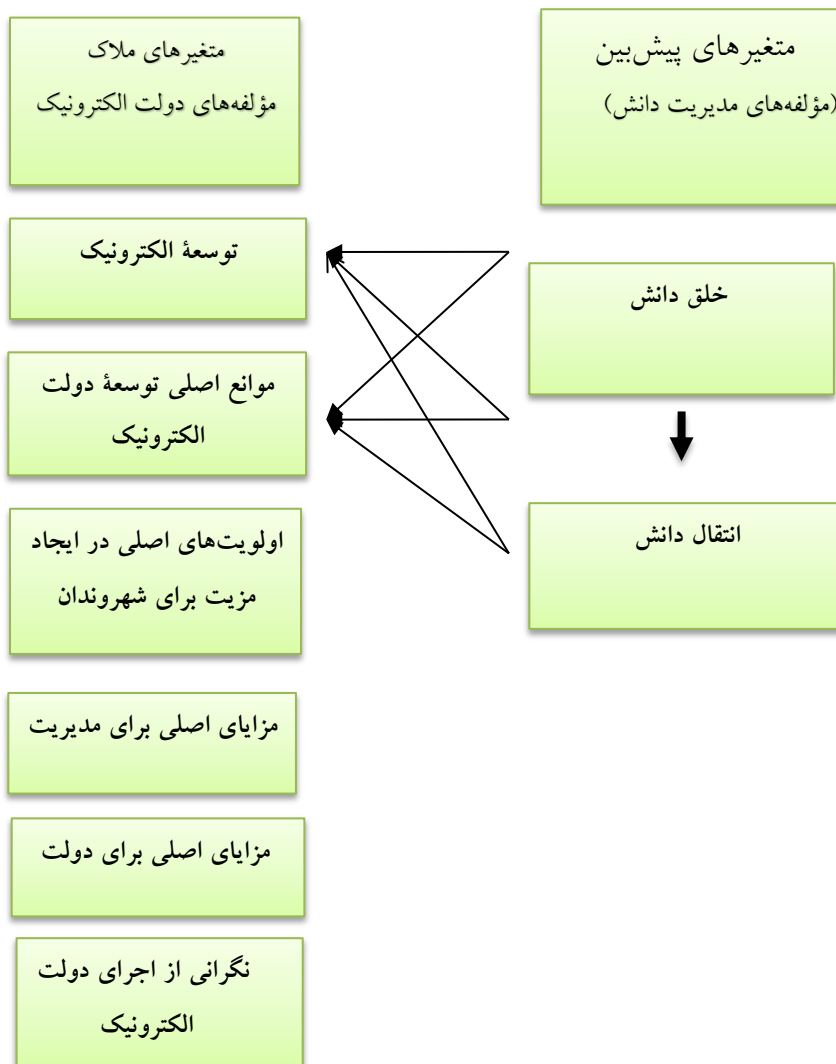 متغیرهای پیش‌بین
(مؤلفه‌های مدیریت دانش)
متغیرهای ملاک
مؤلفه‌های دولت الکترونیک
خلق دانش
انتقال دانش
توسعۀ الکترونیک
موانع اصلی توسعۀ دولت
الکترونیک
اولویت‌های اصلی در ایجاد
مزیت برای شهروندان
مزایای اصلی برای مدیریت
مزایای اصلی برای دولت
نگرانی از اجرای دولت
الکترونیک